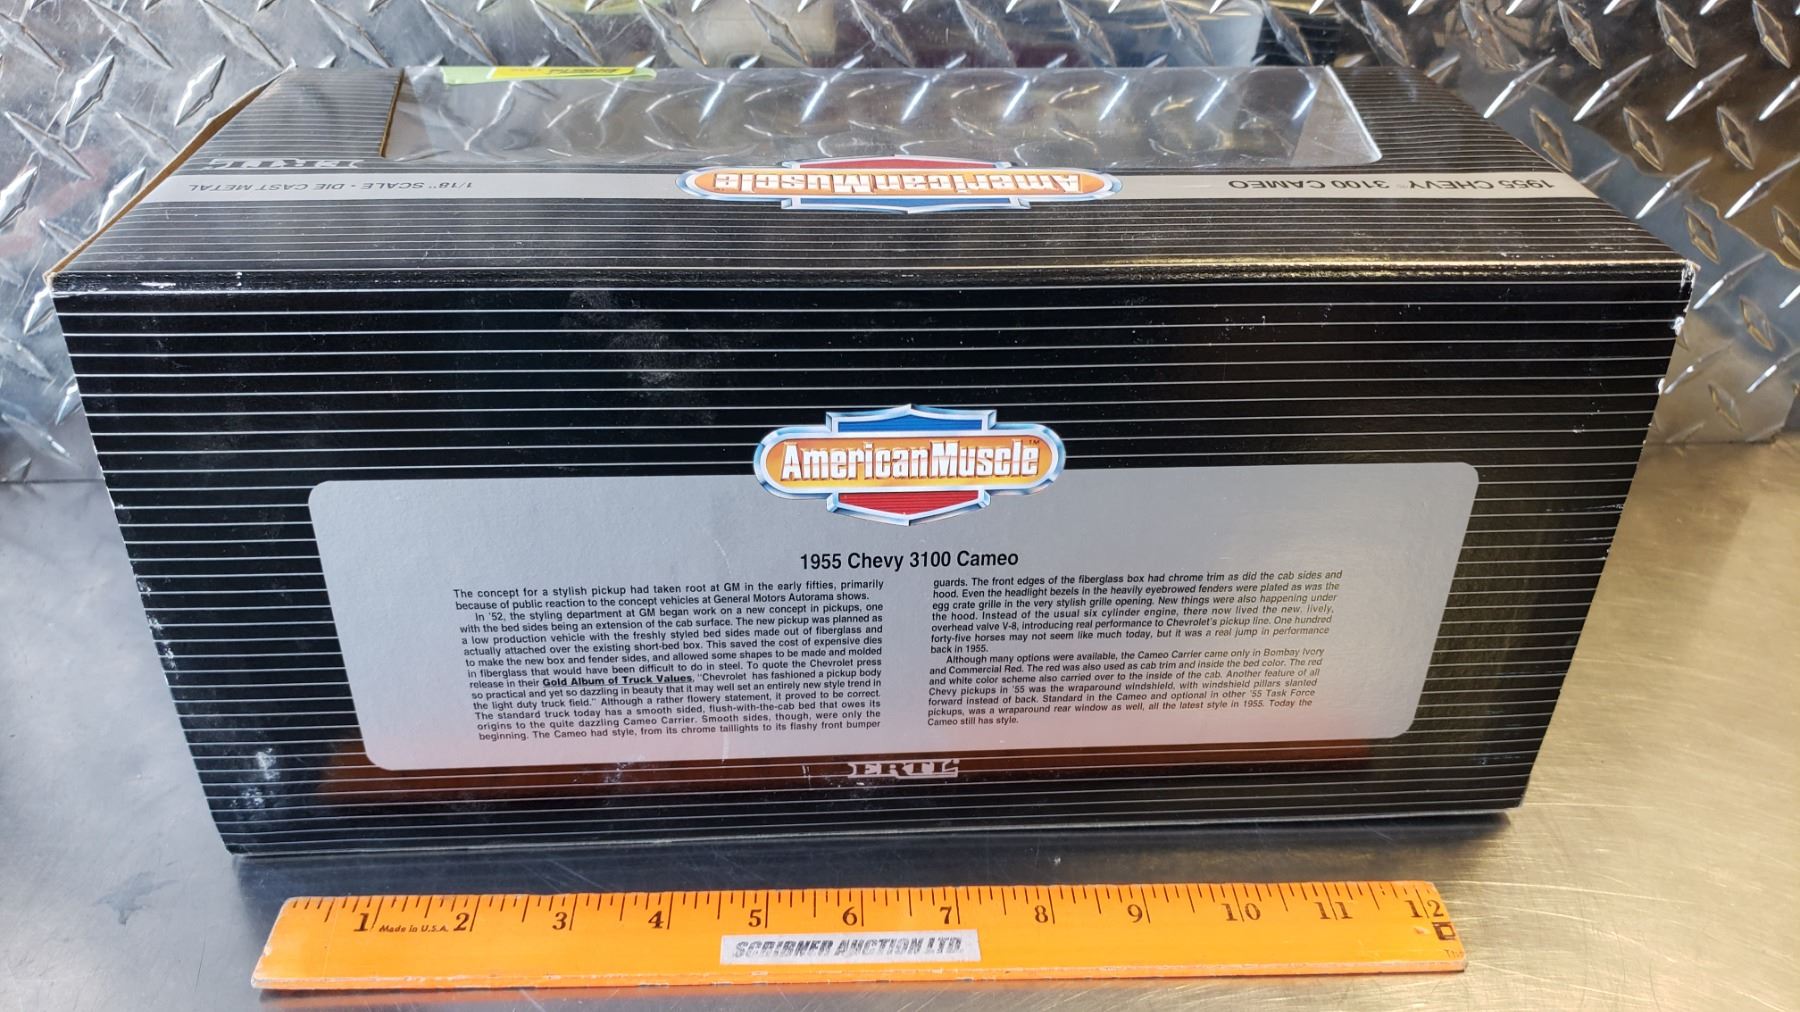 ERTL
1/18" SCALE - DIE CAST METAL
AmericanMuscle
1955 CHEVY 3100 CAMEO
AmericanMuscle™
1955 Chevy 3100 Cameo
The concept for a stylish pickup had taken root at GM in the early fifties, primarily
because of public reaction to the concept vehicles at General Motors Autorama shows.
In '52, the styling department at GM began work on a new concept in pickups, one
with the bed sides being an extension of the cab surface. The new pickup was planned as
a low production vehicle with the freshly styled bed sides made out of fiberglass and
actually attached over the existing short-bed box. This saved the cost of expensive dies
to make the new box and fender sides, and allowed some shapes to be made and molded
in fiberglass that would have been difficult to do in steel. To quote the Chevrolet press
release in their Gold Album of Truck Values, "Chevrolet has fashioned a pickup body
so practical and yet so dazzling in beauty that it may well set an entirely new style trend in
the light duty truck field." Although a rather flowery statement, it proved to be correct.
The standard truck today has a smooth sided, flush-with-the-cab bed that owes its
origins to the quite dazzling Cameo Carrier. Smooth sides, though, were only the
beginning. The Cameo had style, from its chrome taillights to its flashy front bumper
guards. The front edges of the fiberglass box had chrome trim as did the cab sides and
hood. Even the headlight bezels in the heavily eyebrowed fenders were plated as was the
egg crate grille in the very stylish grille opening. New things were also happening under
the hood. Instead of the usual six cylinder engine, there now lived the new, lively,
overhead valve V-8, introducing real performance to Chevrolet's pickup line. One hundred
forty-five horses may not seem like much today, but it was a real jump in performance
back in 1955.
Although many options were available, the Cameo Carrier came only in Bombay Ivory
and Commercial Red. The red was also used as cab trim and inside the bed color. The red
and white color scheme also carried over to the inside of the cab. Another feature of all
Chevy pickups in '55 was the wraparound windshield, with windshield pillars slanted
forward instead of back. Standard in the Cameo and optional in other '55 Task Force
pickups, was a wraparound rear window as well, all the latest style in 1955. Today the
Cameo still has style.
ERTL
1 2 3 4 5 6 7 8 9 10 11 12
Made in U.S.A.
SCRIBNER AUCTION LTD.